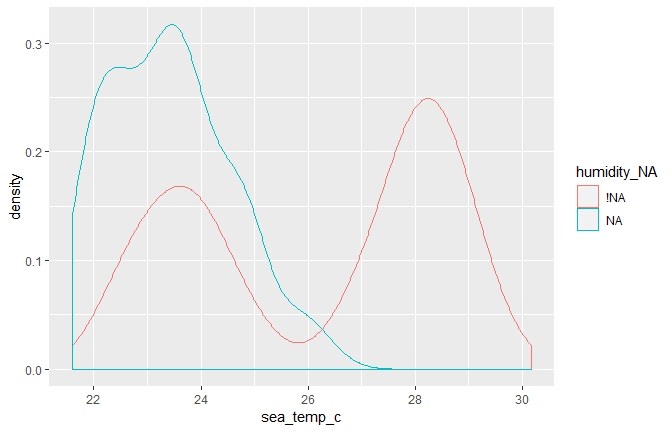 0.3
0.2
0.1
0.0
density
22
24
26
28
30
sea_temp_c
humidity_NA
!NA
NA